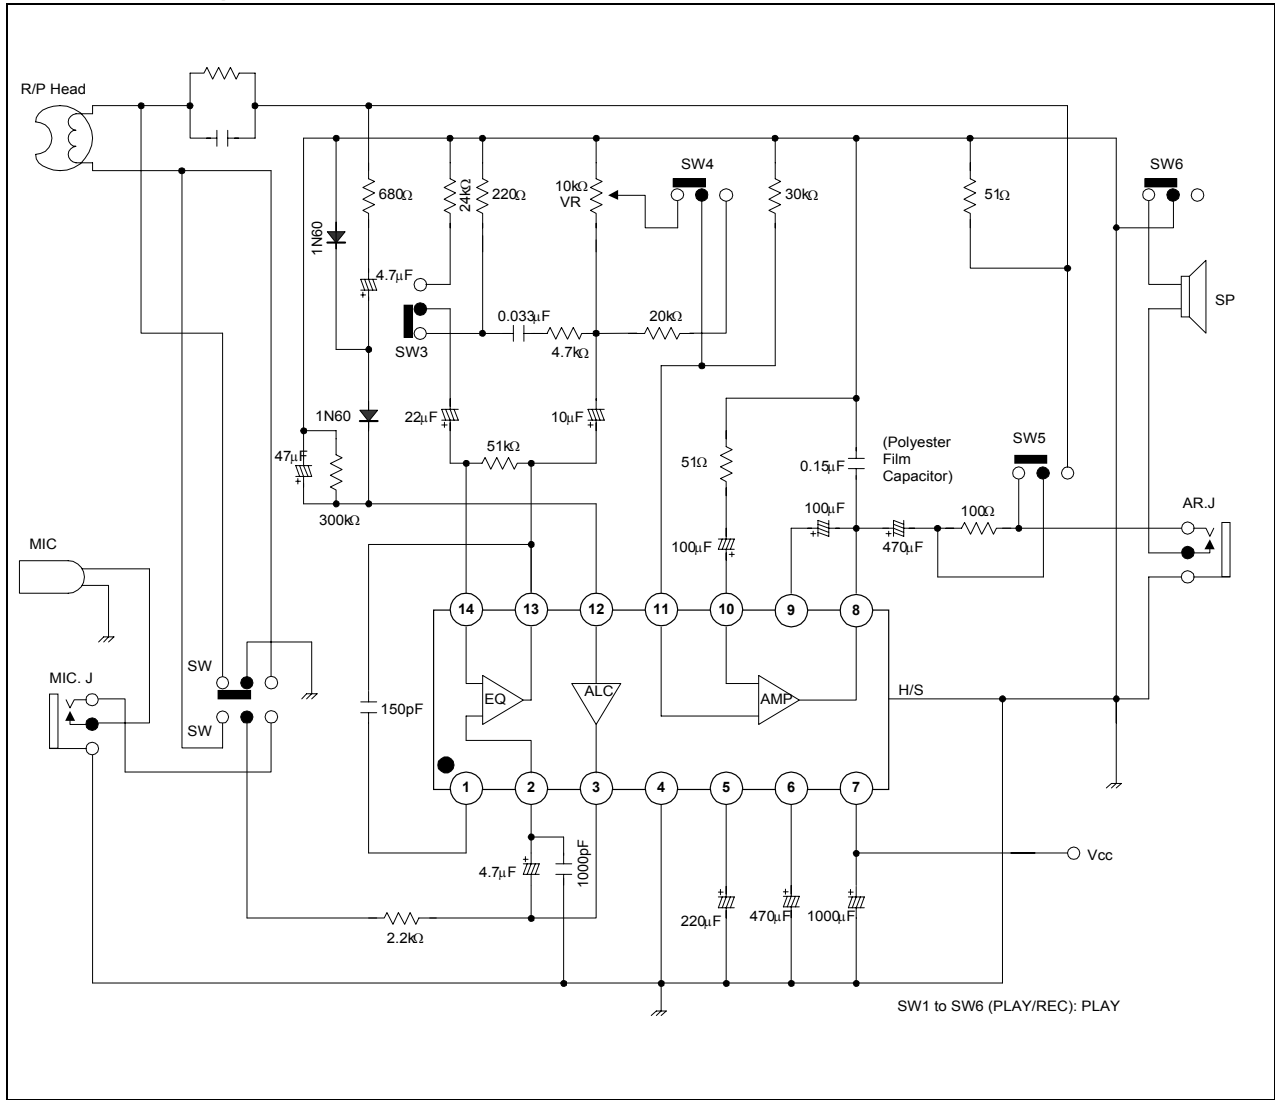 R/P Head
SW4
SW6
680Ω
24kΩ
220Ω
10kΩ
VR
30kΩ
51Ω
1N60
4.7μF
SP
0.033μF
20kΩ
SW3
4.7kΩ
1N60
22μF
10μF
(Polyester
Film
Capacitor)
SW5
51kΩ
47μF
51Ω
0.15μF
300kΩ
100μF
100Ω
AR.J
100μF
470μF
MIC
14
13
12
11
10
9
8
SW
MIC. J
SW
EQ
ALC
AMP
H/S
150pF
1
2
3
4
5
6
7
4.7μF
1000pF
Vcc
2.2kΩ
220μF
470μF
1000μF
SW1 to SW6 (PLAY/REC): PLAY